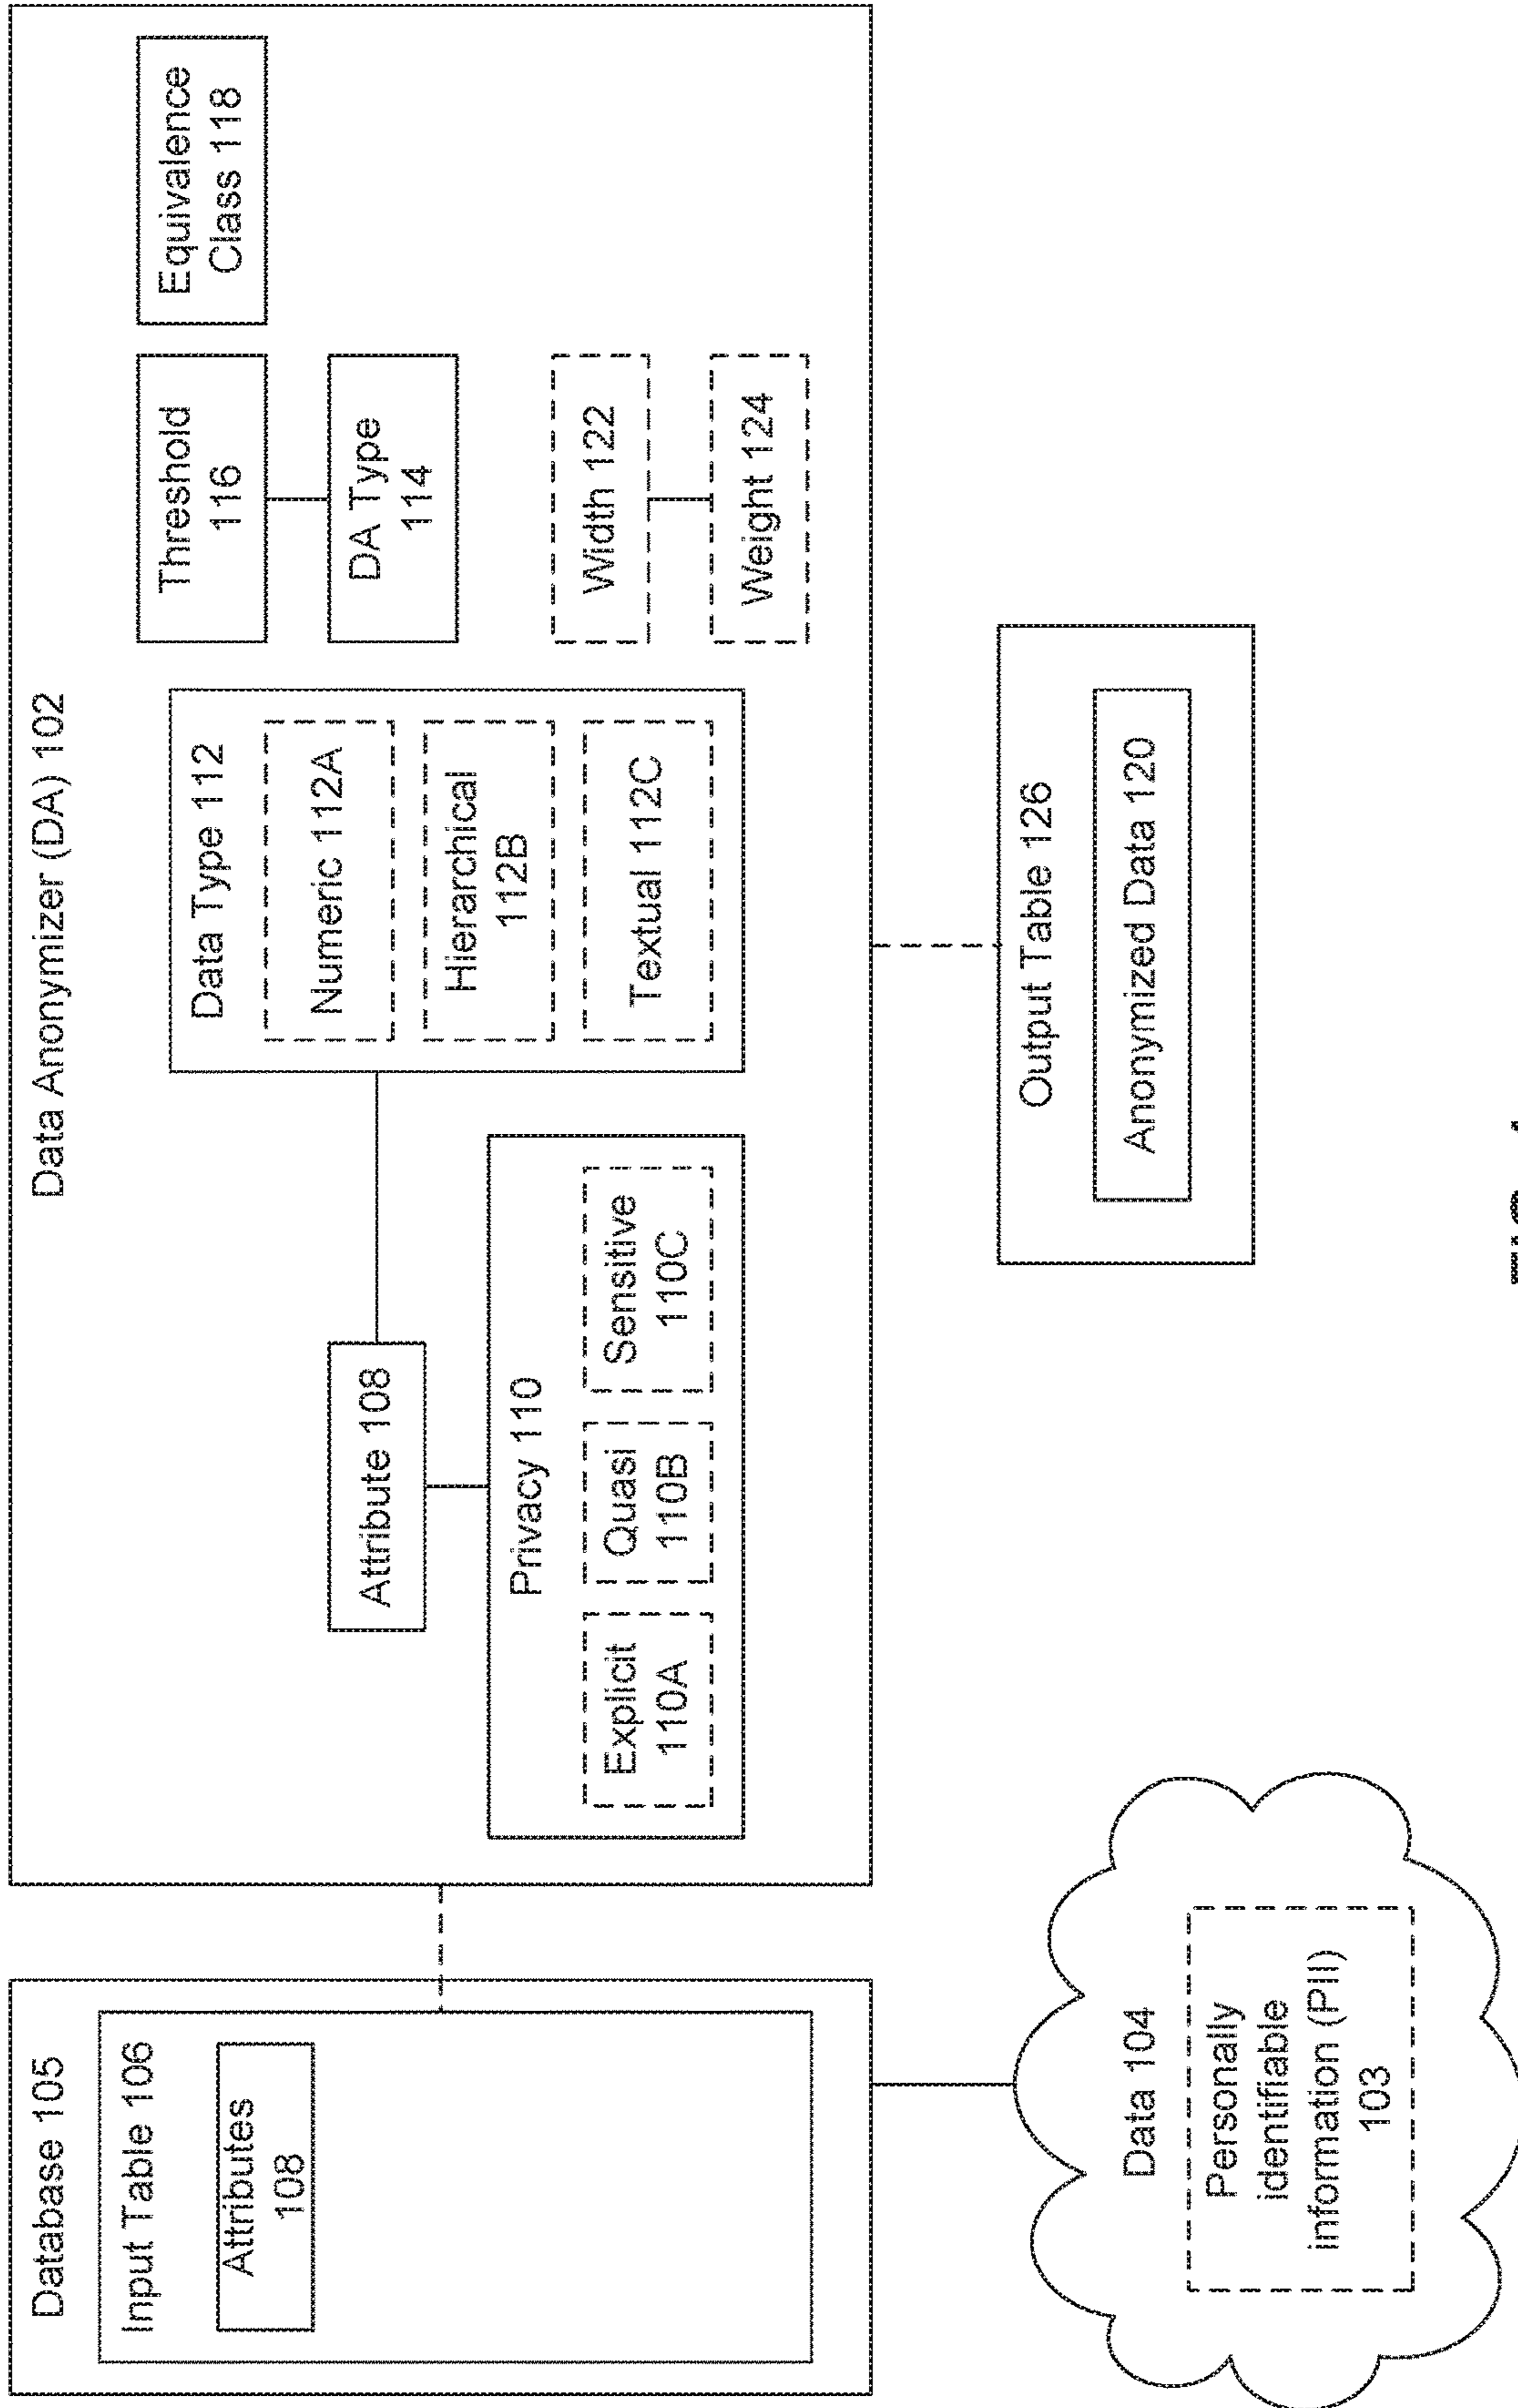 Database 105
Input Table 106
Attributes
108
Data Anonymizer (DA) 102
Attribute 108
Privacy 110
Explicit
110A
Quasi
110B
Sensitive
110C
Data Type 112
Numeric 112A
Hierarchical
112B
Textual 112C
Threshold
116
DA Type
114
Width 122
Weight 124
Equivalence
Class 118
Data 104
Personally
identifiable
information (PII)
103
Output Table 126
Anonymized Data 120